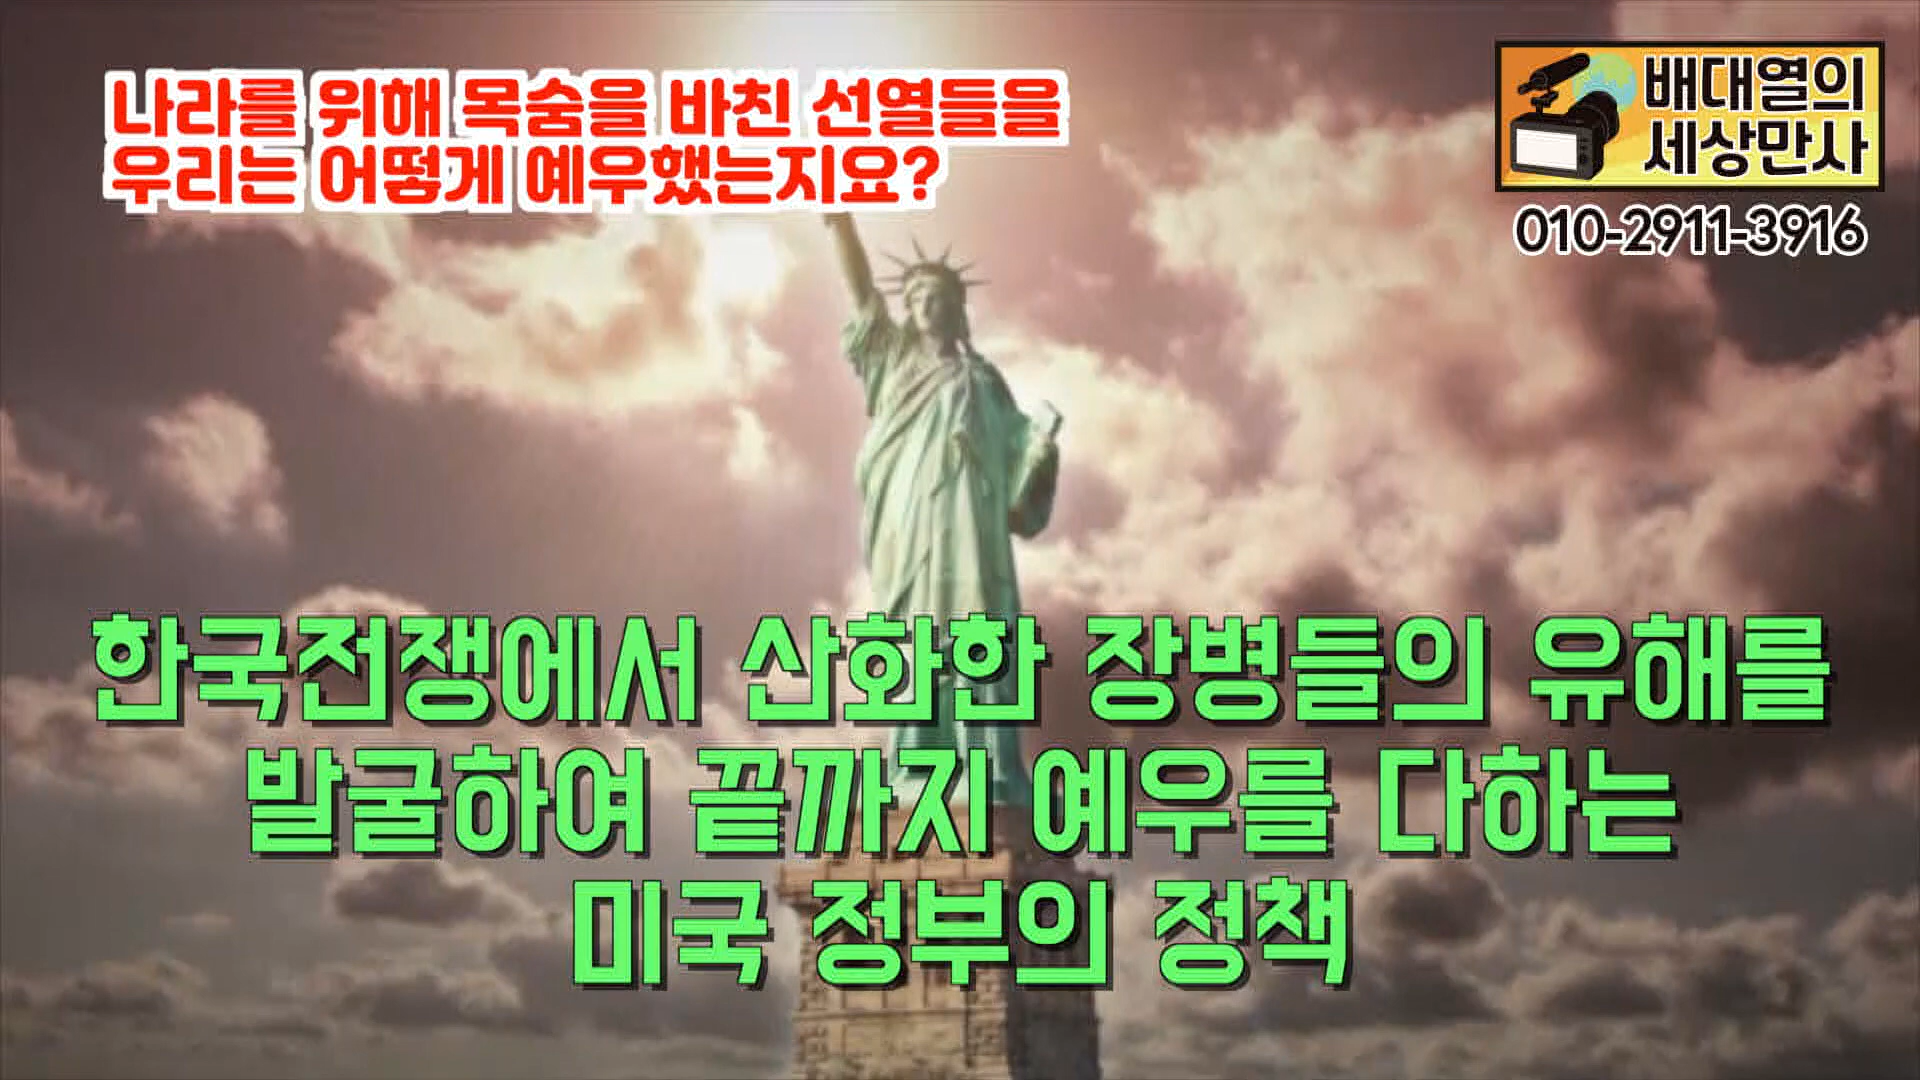 나라를 위해 목숨을 바친 선열들을
우리는 어떻게 예우했는지요?
배대열의
세상만사
010-2911-3916
한국전쟁에서 산화한 장병들의 유해를
발굴하여 끝까지 예우를 다하는
미국 정부의 정책